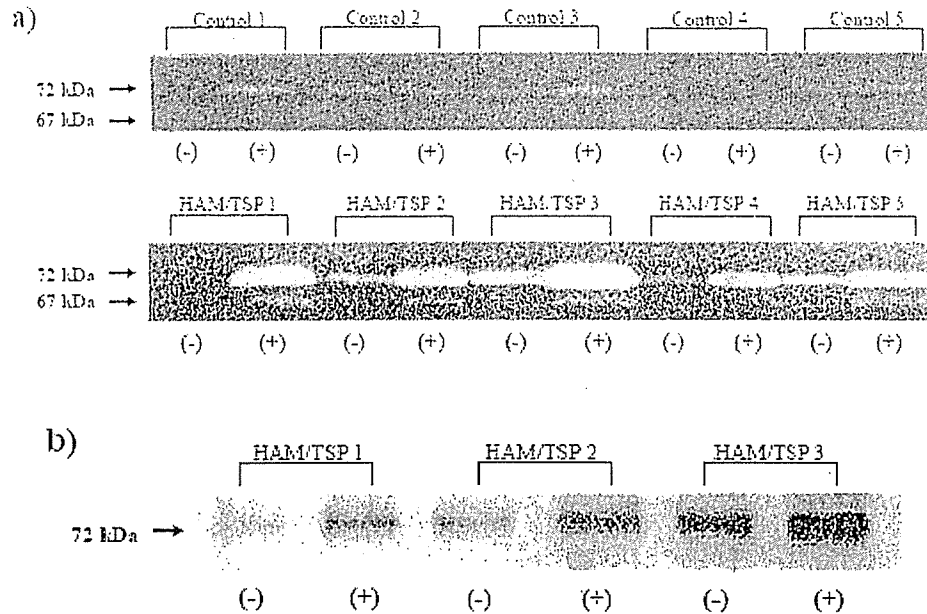 a)
Control 1 Control 2 Control 3 Control 4 Control 5
72 kDa
67 kDa
(-) (+) (-) (+) (-) (+) (-) (+) (-) (+)
HAM/TSP 1 HAM/TSP 2 HAM/TSP 3 HAM/TSP 4 HAM/TSP 5
72 kDa
67 kDa
(-) (+) (-) (+) (-) (+) (-) (+) (-) (+)
b)
HAM/TSP 1 HAM/TSP 2 HAM/TSP 3
72 kDa
(-) (+) (-) (+) (-) (+)